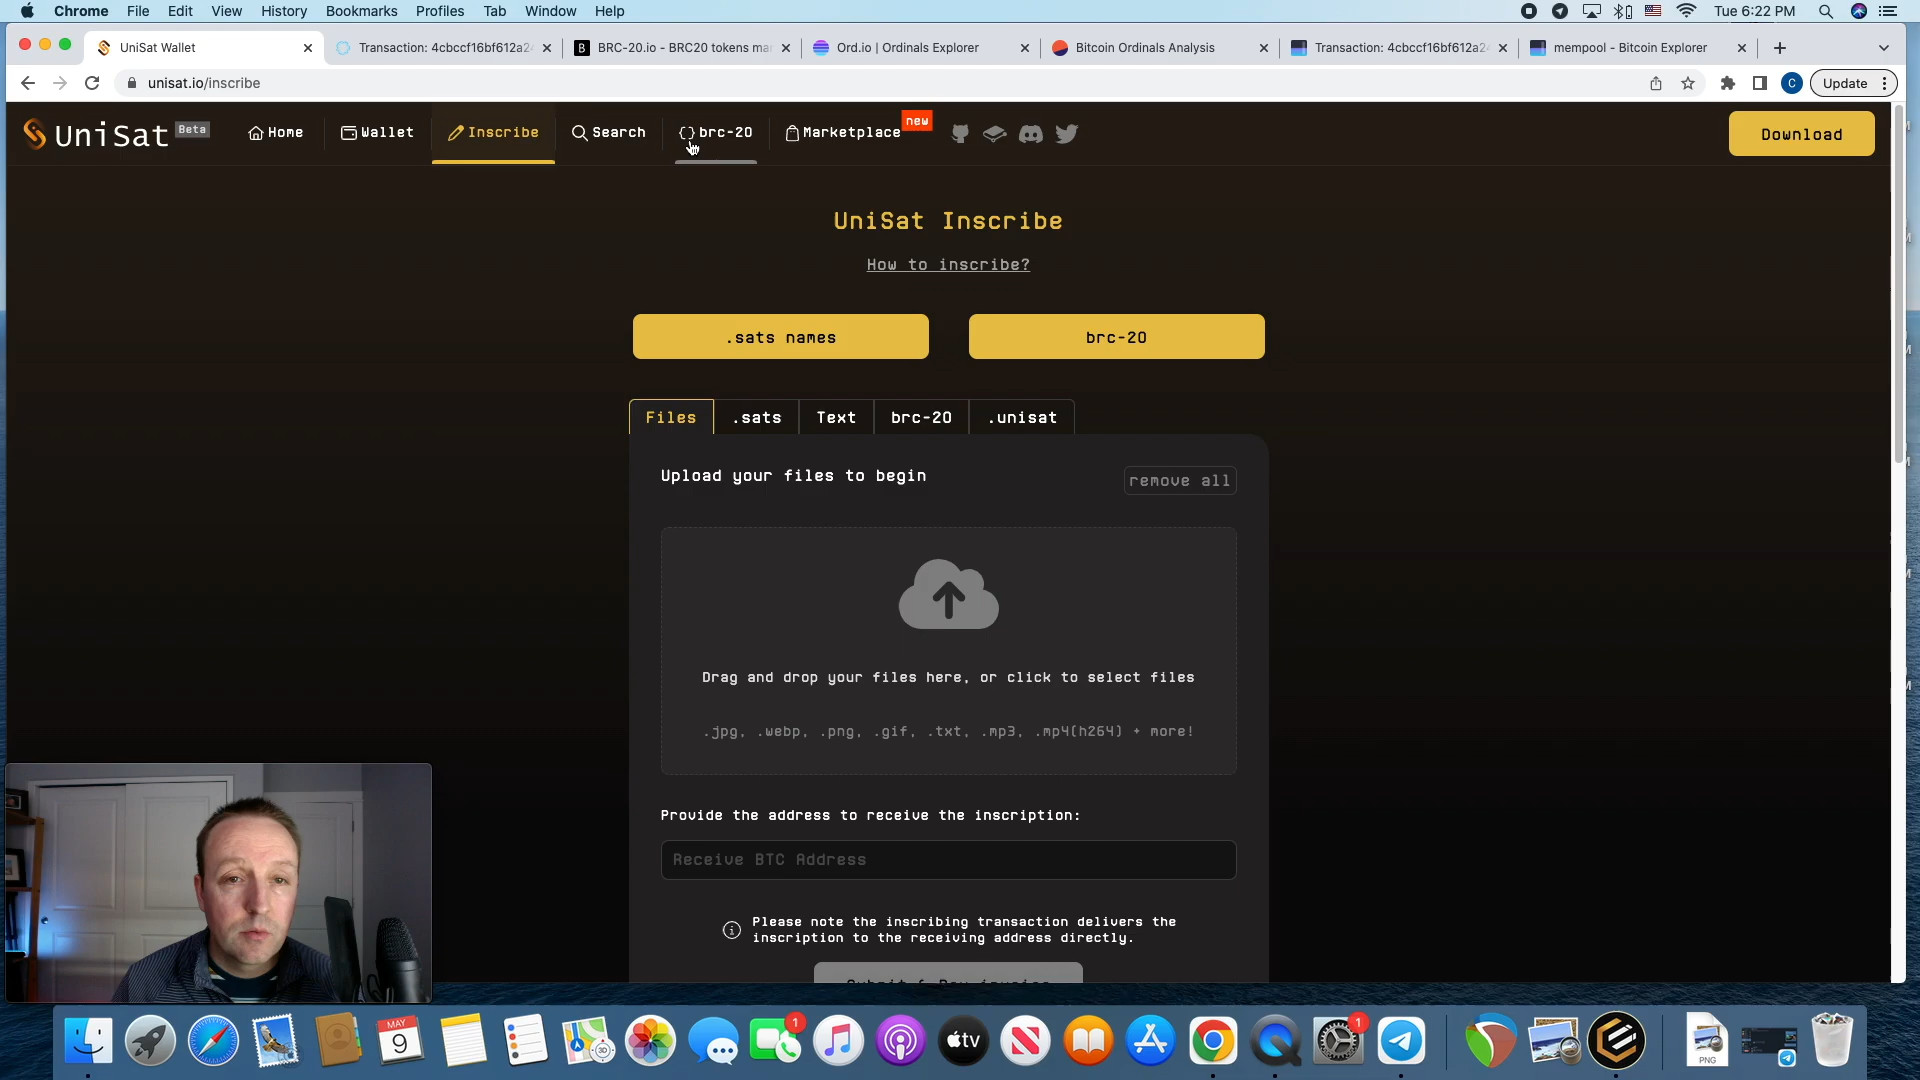 Chrome File Edit View History Bookmarks Profiles Tab Window Help Tue 6:22 PM
UniSat Wallet Transaction: 4cbccf16bf612a2 BRC-20.io - BRC20 tokens ma Ord.io | Ordinals Explorer Bitcoin Ordinals Analysis Transaction: 4cbccf16bf612a2 mempool - Bitcoin Explorer
unisat.io/inscribe C Update
UniSat Beta Home Wallet Inscribe Search {} brc-20 Marketplace new Download
UniSat Inscribe
How to inscribe?
.sats names brc-20
Files .sats Text brc-20 .unisat
Upload your files to begin remove all
Drag and drop your files here, or click to select files
.jpg, .webp, .png, .gif, .txt, .mp3, .mp4(h264) + more!
Provide the address to receive the inscription:
Receive BTC Address
Please note the inscribing transaction delivers the
inscription to the receiving address directly.
MAY
9
1
3D
tv
1
PNG